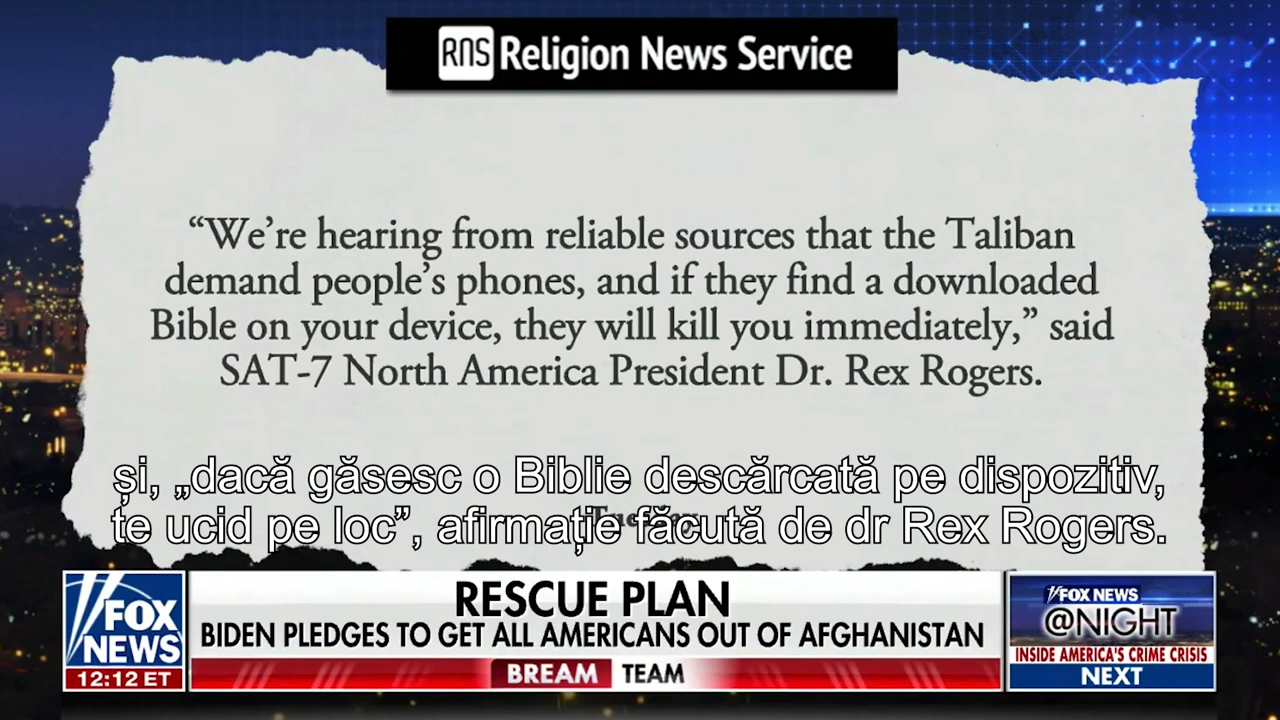 RNS Religion News Service
“We’re hearing from reliable sources that the Taliban
demand people’s phones, and if they find a downloaded
Bible on your device, they will kill you immediately,” said
SAT-7 North America President Dr. Rex Rogers.
și, „dacă găsesc o Biblie descărcată pe dispozitiv,
te ucid pe loc”, afirmație făcută de dr Rex Rogers.
FOX
NEWS
12:12 ET
RESCUE PLAN
BIDEN PLEDGES TO GET ALL AMERICANS OUT OF AFGHANISTAN
BREAM TEAM
FOX NEWS
@NIGHT
INSIDE AMERICA'S CRIME CRISIS
NEXT